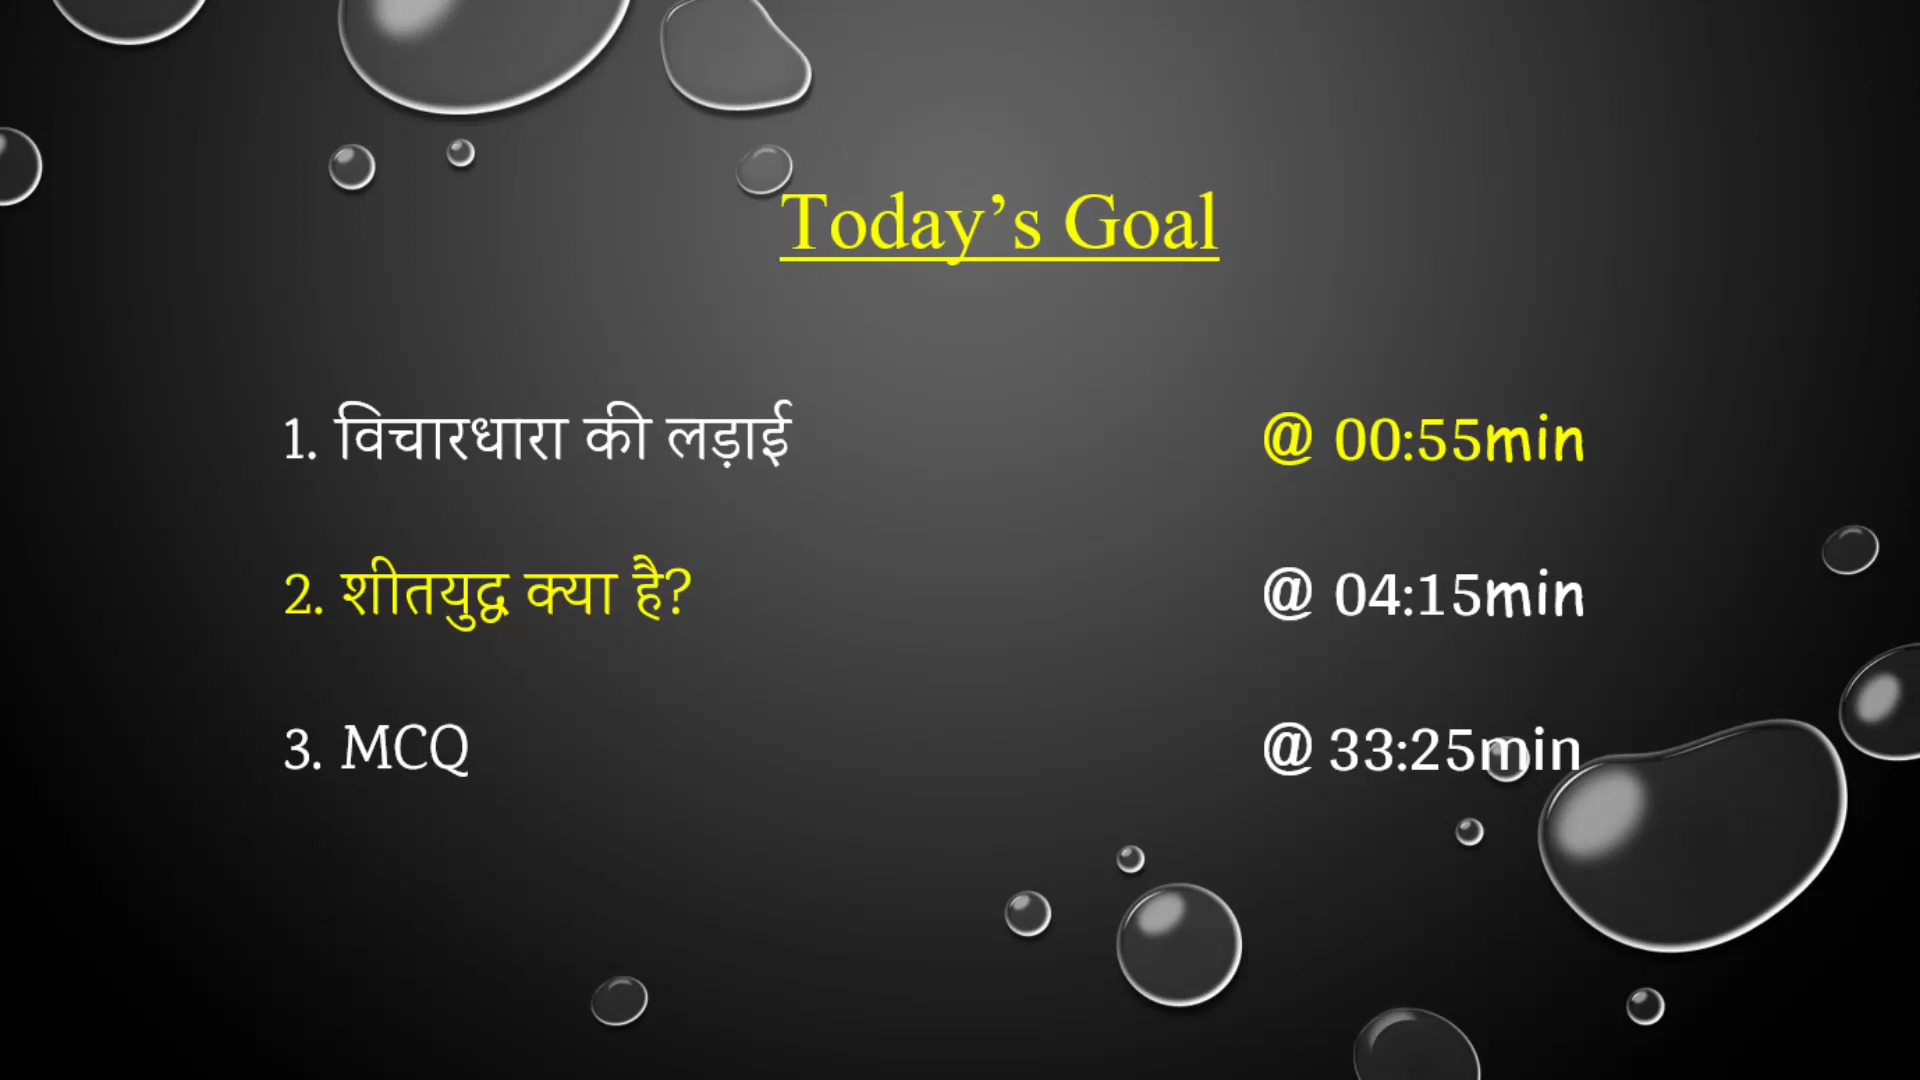 Today’s Goal
1. विचारधारा की लड़ाई @ 00:55min
2. शीतयुद्ध क्या है? @ 04:15min
3. MCQ @ 33:25min